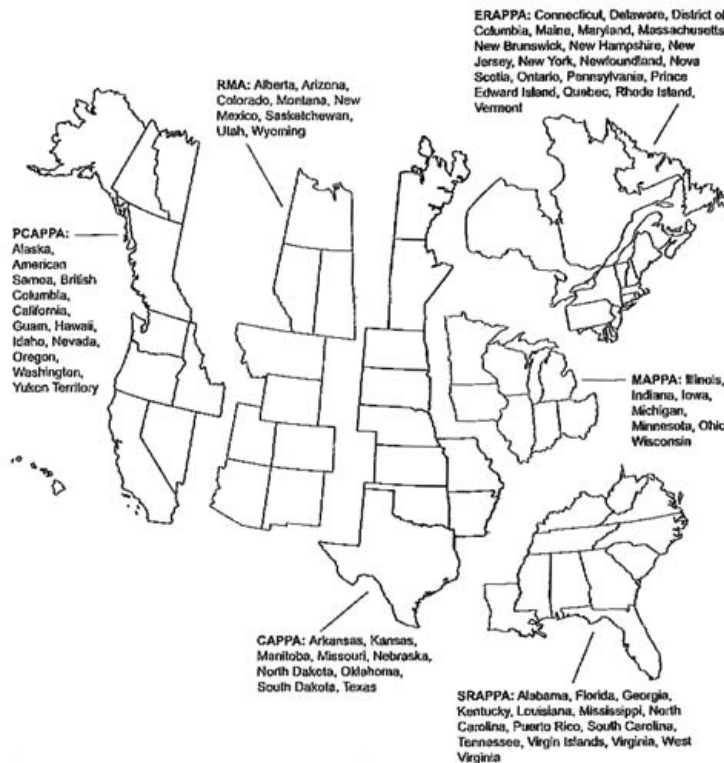 ERAPPA: Connecticut, Delaware, District of
Columbia, Maine, Maryland, Massachusetts
New Brunswick, New Hampshire, New
Jersey, New York, Newfoundland, Nova
Scotia, Ontario, Pennsylvania, Prince
Edward Island, Quebec, Rhode Island,
Vermont
RMA: Alberta, Arizona,
Colorado, Montana, New
Mexico, Saskatchewan,
Utah, Wyoming
PCAPPA:
Alaska,
American
Samoa, British
Columbia,
California,
Guam, Hawaii,
Idaho, Nevada,
Oregon,
Washington,
Yukon Territory
MAPPA: Illinois,
Indiana, Iowa,
Michigan,
Minnesota, Ohio
Wisconsin
CAPPA: Arkansas, Kansas,
Manitoba, Missouri, Nebraska,
North Dakota, Oklahoma,
South Dakota, Texas
SRAPPA: Alabama, Florida, Georgia,
Kentucky, Louisiana, Mississippi, North
Carolina, Puerto Rico, South Carolina,
Tennessee, Virgin Islands, Virginia, West
Virginia